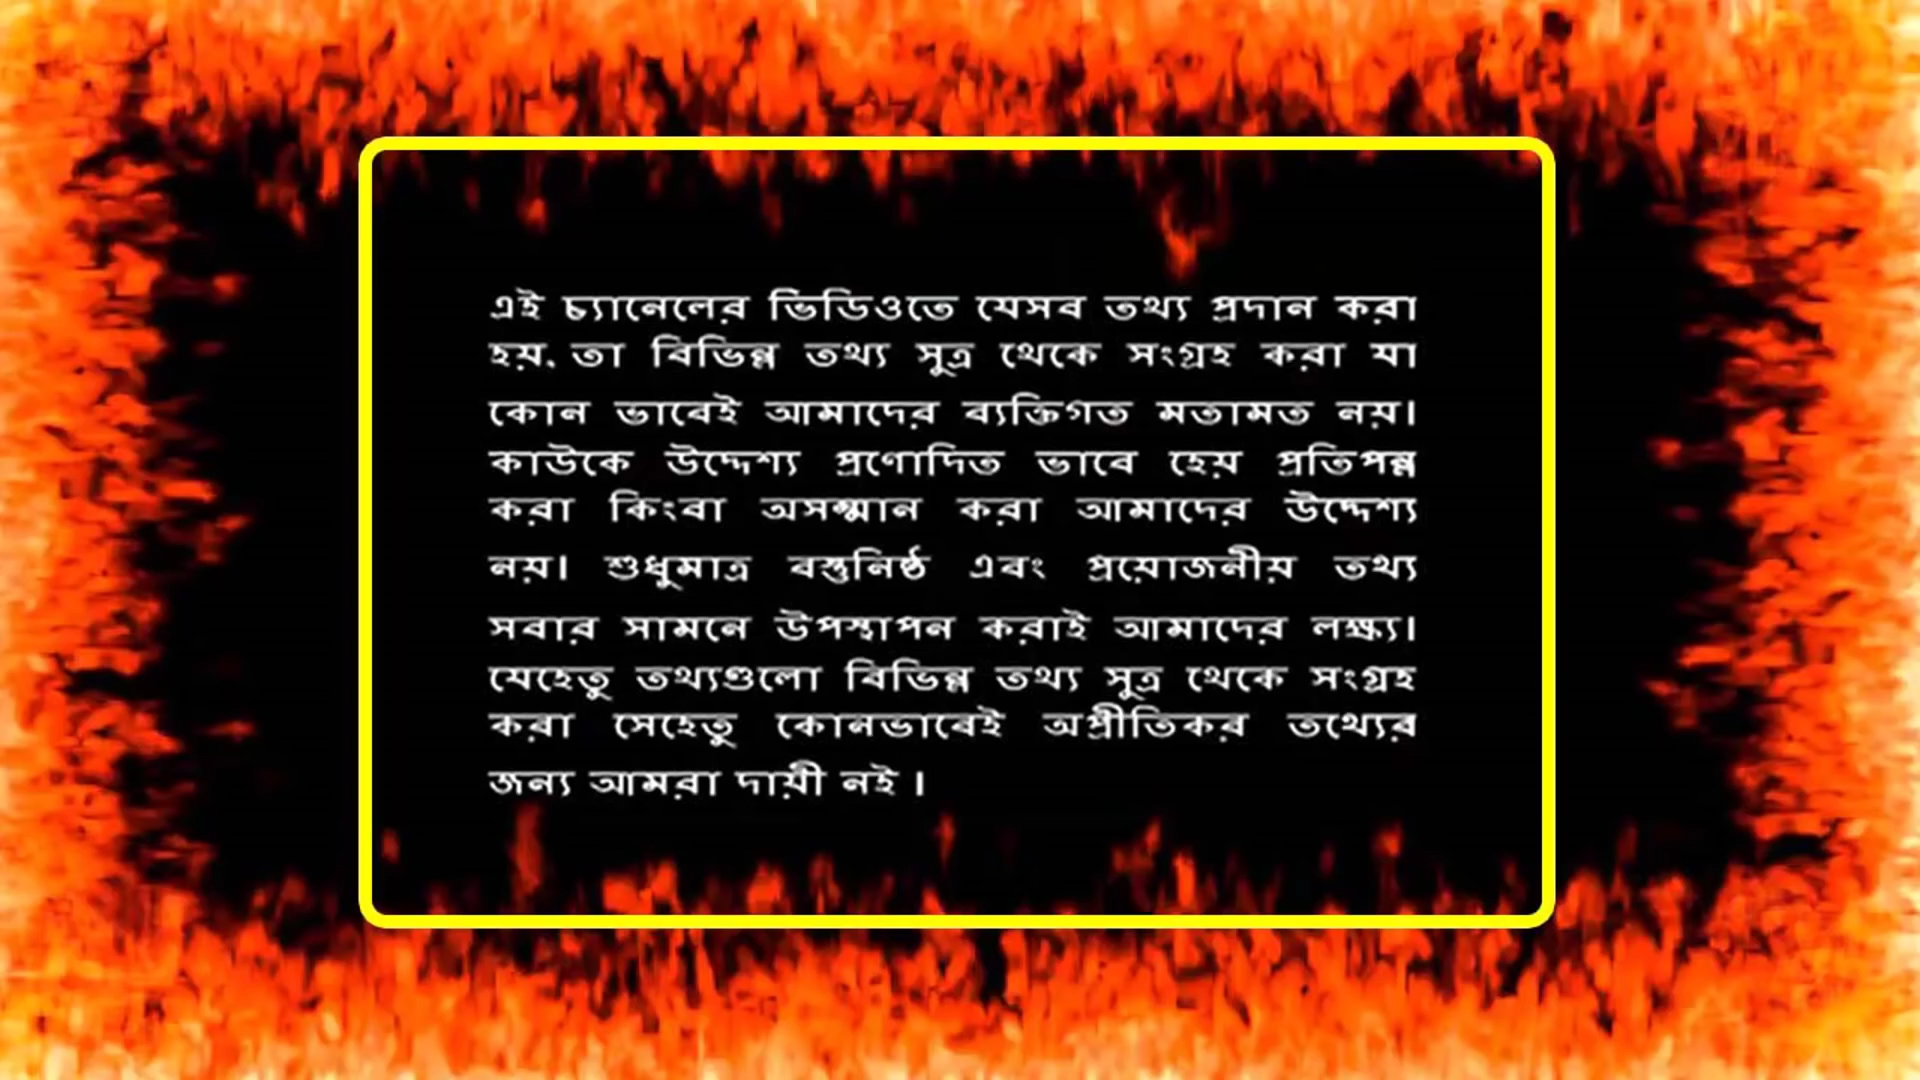 এই চ্যানেলের ভিডিওতে যেসব তথ্য প্রদান করা
হয়, তা বিভিন্ন তথ্য সুত্র থেকে সংগ্রহ করা যা
কোন ভাবেই আমাদের ব্যক্তিগত মতামত নয়।
কাউকে উদ্দেশ্য প্রণোদিত ভাবে হেয় প্রতিপন্ন
করা কিংবা অসম্মান করা আমাদের উদ্দেশ্য
নয়। শুধুমাত্র বস্তুনিষ্ঠ এবং প্রয়োজনীয় তথ্য
সবার সামনে উপস্থাপন করাই আমাদের লক্ষ্য।
যেহেতু তথ্যগুলো বিভিন্ন তথ্য সুত্র থেকে সংগ্রহ
করা সেহেতু কোনভাবেই অপ্রীতিকর তথ্যের
জন্য আমরা দায়ী নই ।